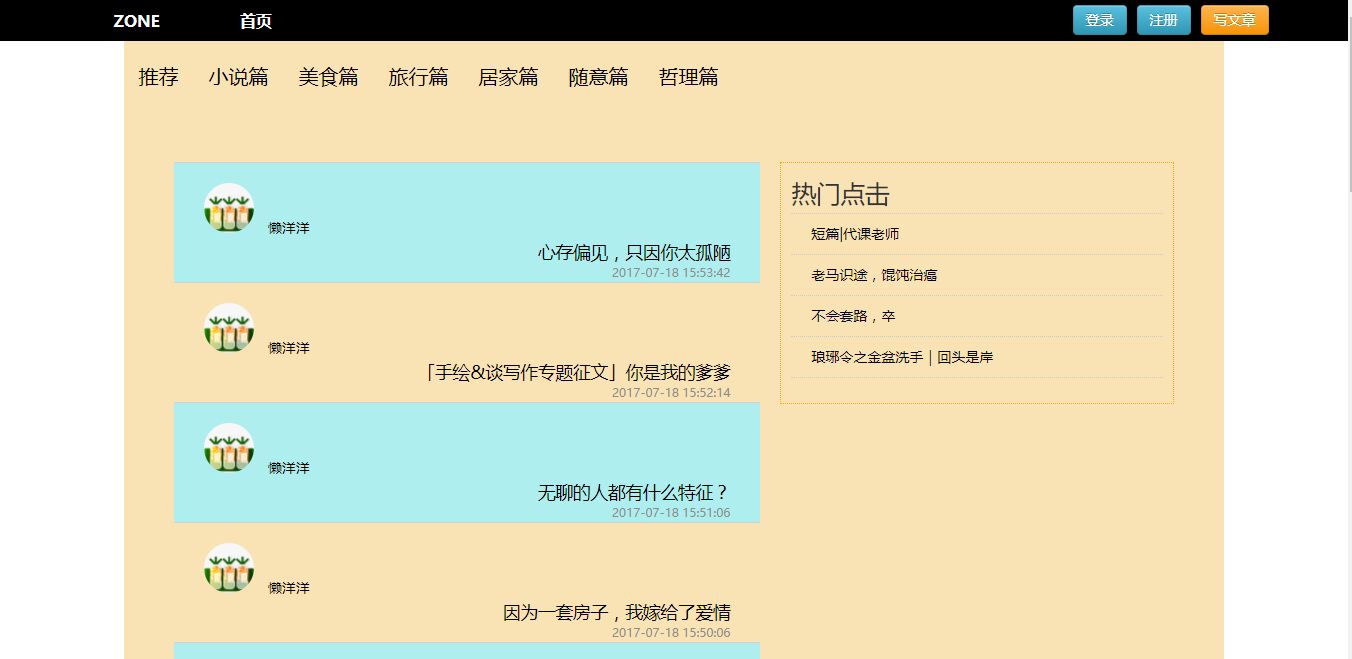 ZONE 首页 登录 注册 写文章
推荐 小说篇 美食篇 旅行篇 居家篇 随意篇 哲理篇
懒洋洋
心存偏见，只因你太孤陋
2017-07-18 15:53:42
懒洋洋
「手绘&谈写作专题征文」你是我的爹爹
2017-07-18 15:52:14
懒洋洋
无聊的人都有什么特征？
2017-07-18 15:51:06
懒洋洋
因为一套房子，我嫁给了爱情
2017-07-18 15:50:06
热门点击
短篇|代课老师
老马识途，馄饨治癌
不会套路，卒
琅琊令之金盆洗手｜回头是岸